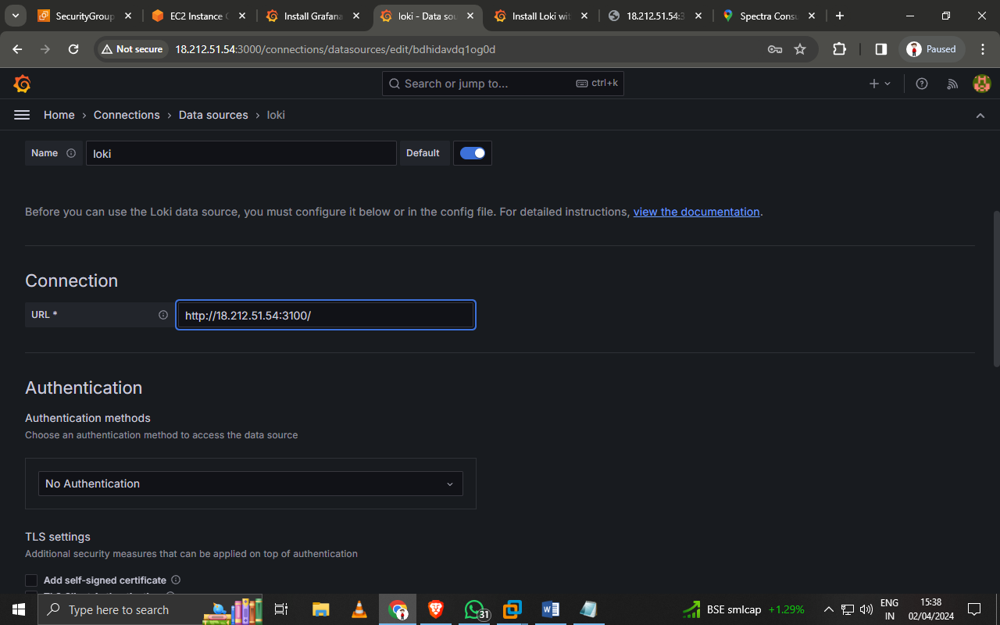 SecurityGroup
EC2 Instance C
Install Grafana
loki - Data sou
Install Loki wit
18.212.51.54:3
Spectra Consu
Not secure
18.212.51.54:3000/connections/datasources/edit/bdhidavdq1og0d
Paused
Search or jump to...
ctrl+k
Home › Connections › Data sources › loki
Name
loki
Default
Before you can use the Loki data source, you must configure it below or in the config file. For detailed instructions, view the documentation.
Connection
URL *
http://18.212.51.54:3100/
Authentication
Authentication methods
Choose an authentication method to access the data source
No Authentication
TLS settings
Additional security measures that can be applied on top of authentication
Add self-signed certificate
Type here to search
31
BSE smlcap +1.29%
ENG
IN
15:38
02/04/2024